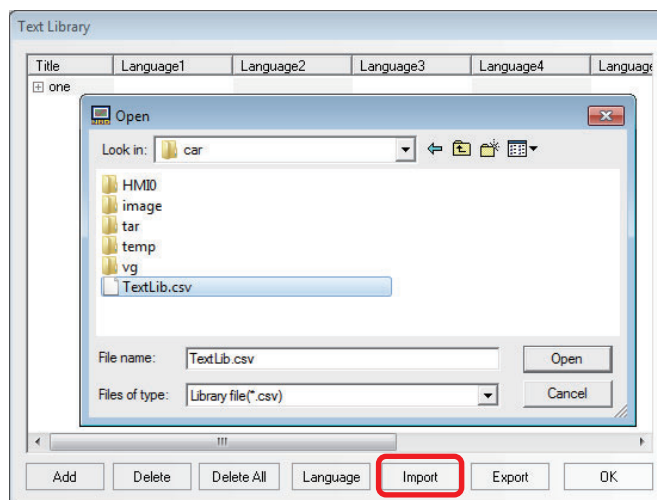 Text Library
Title Language1 Language2 Language3 Language4 Language
one
Open
Look in: car
HMI0
image
tar
temp
vg
TextLib.csv
File name: TextLib.csv Open
Files of type: Library file(*.csv) Cancel
Add Delete Delete All Language Import Export OK